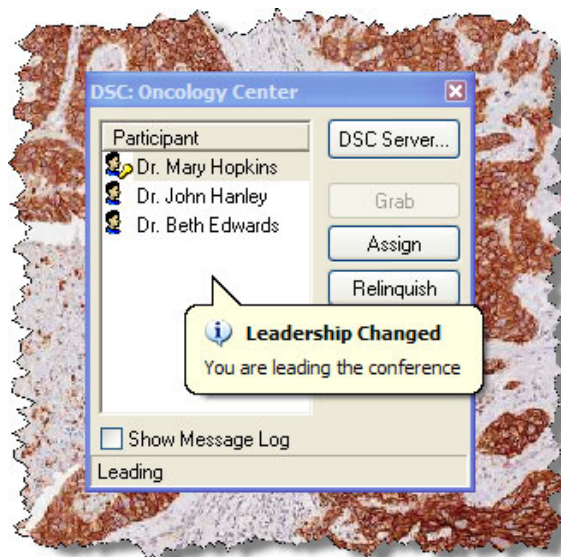 DSC: Oncology Center
Participant
Dr. Mary Hopkins
Dr. John Hanley
Dr. Beth Edwards
DSC Server...
Grab
Assign
Relinquish
Leadership Changed
You are leading the conference
Show Message Log
Leading